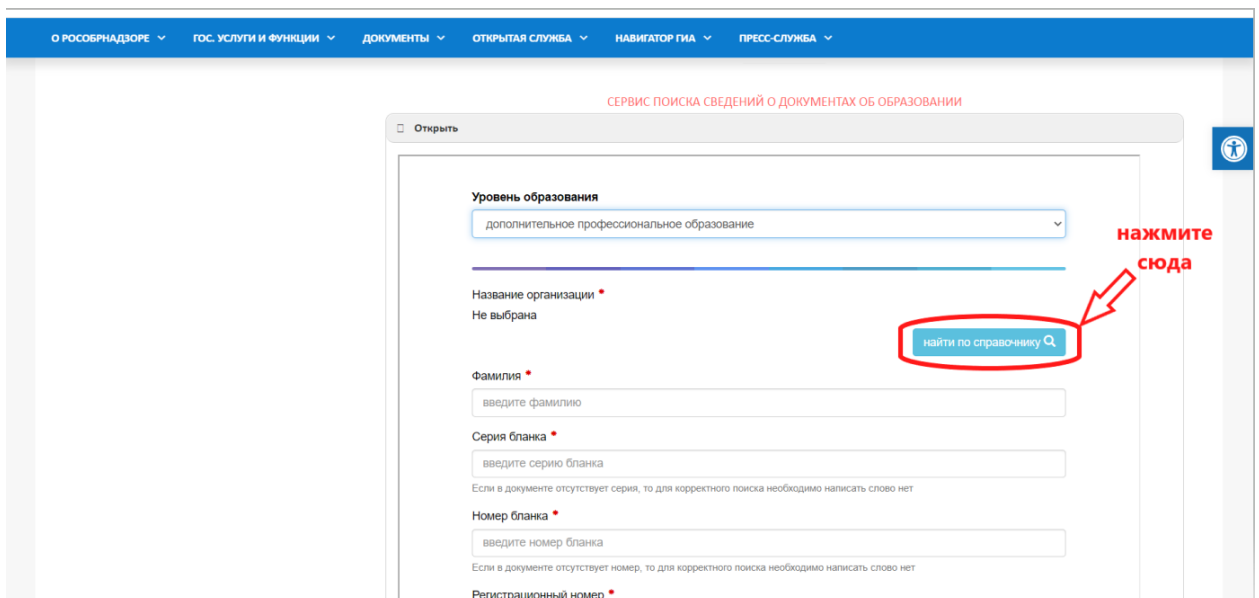 О РОСОБРНАДЗОРЕ ГОС. УСЛУГИ И ФУНКЦИИ ДОКУМЕНТЫ ОТКРЫТАЯ СЛУЖБА НАВИГАТОР ГИА ПРЕСС-СЛУЖБА
СЕРВИС ПОИСКА СВЕДЕНИЙ О ДОКУМЕНТАХ ОБ ОБРАЗОВАНИИ
Открыть
Уровень образования
дополнительное профессиональное образование
нажмите
сюда
Название организации *
Не выбрана
найти по справочнику
Фамилия *
введите фамилию
Серия бланка *
введите серию бланка
Если в документе отсутствует серия, то для корректного поиска необходимо написать слово нет
Номер бланка *
введите номер бланка
Если в документе отсутствует номер, то для корректного поиска необходимо написать слово нет
Регистрационный номер *